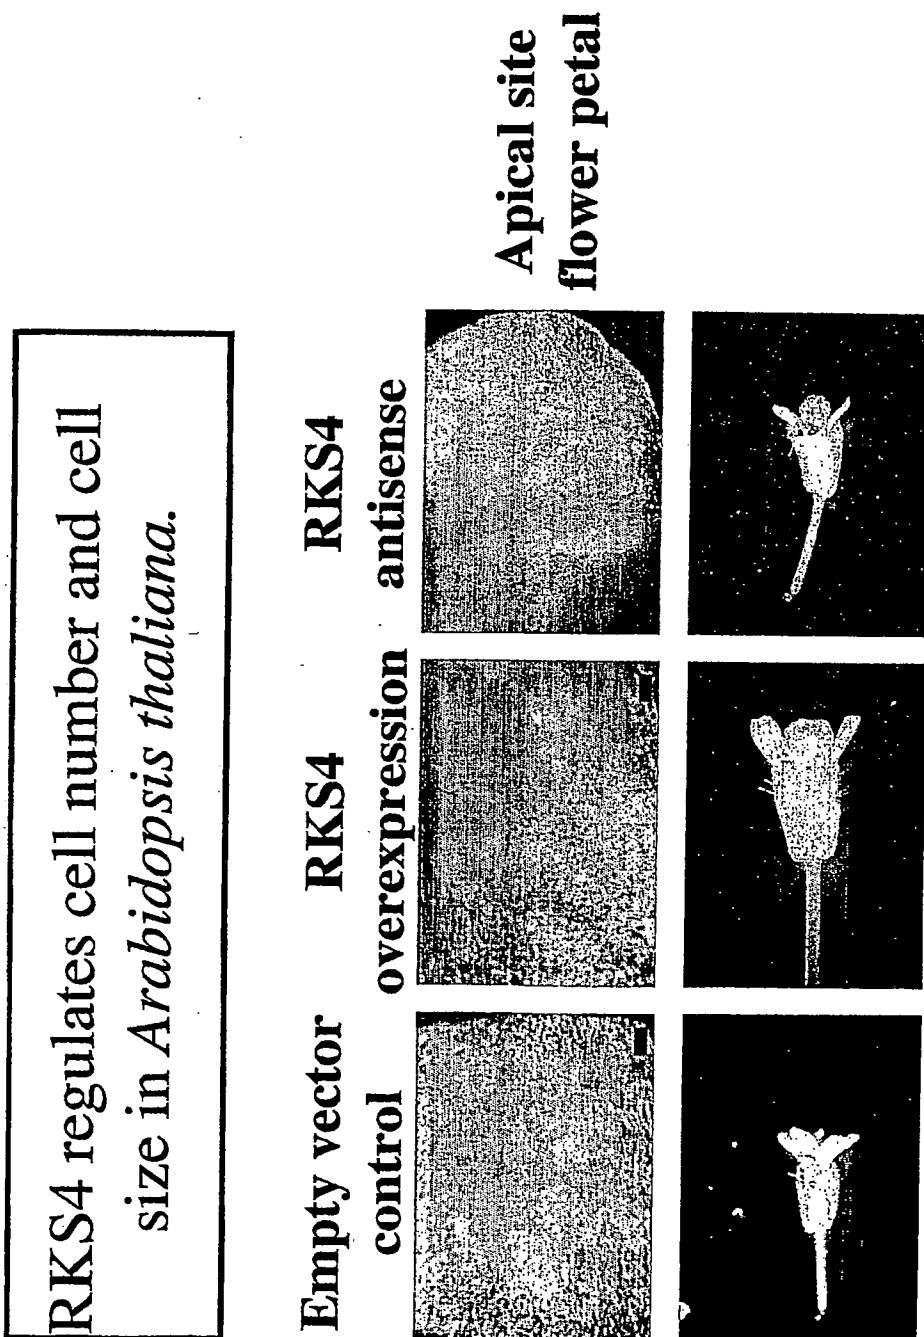 RKS4 regulates cell number and cell
size in Arabidopsis thaliana.
Empty vector
control
RKS4
overexpression
RKS4
antisense
Apical site
flower petal